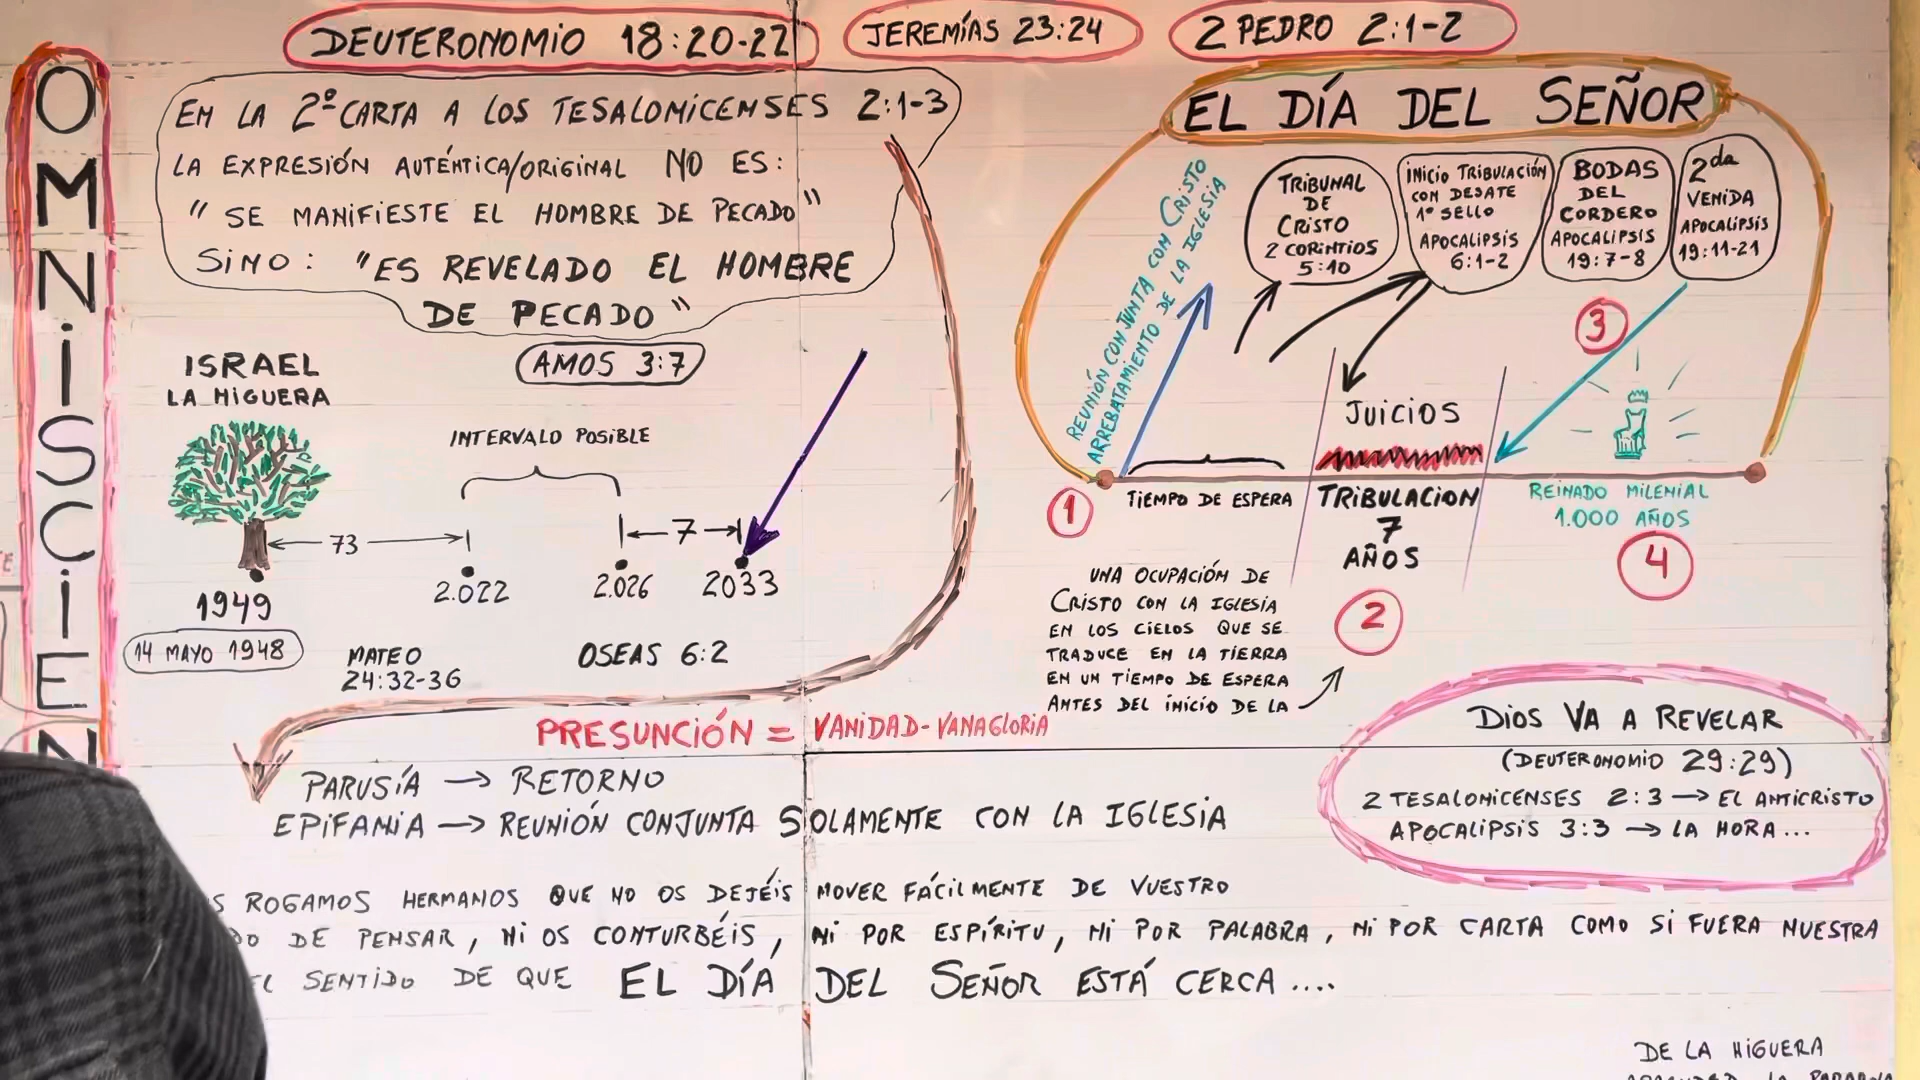 DEUTERONOMIO 18:20-22
JEREMÍAS 23:24
2 PEDRO 2:1-2
OMNISCIEN
EN LA 2º CARTA A LOS TESALONICENSES 2:1-3
LA EXPRESIÓN AUTÉNTICA/ORIGINAL NO ES:
"SE MANIFIESTE EL HOMBRE DE PECADO"
SINO: "ES REVELADO EL HOMBRE
DE PECADO"
AMOS 3:7
ISRAEL
LA HIGUERA
INTERVALO POSIBLE
73
7
1949
2.022
2.026
2033
14 MAYO 1948
MATEO
24:32-36
OSEAS 6:2
EL DÍA DEL SEÑOR
REUNIÓN CONJUNTA CON CRISTO
ARREBATAMIENTO DE LA IGLESIA
TRIBUNAL
DE
CRISTO
2 CORINTIOS
5:10
INICIO TRIBULACIÓN
CON DESATE
1º SELLO
APOCALIPSIS
6:1-2
BODAS
DEL
CORDERO
APOCALIPSIS
19:7-8
2da
VENIDA
APOCALIPSIS
19:11-21
3
JUICIOS
1
TIEMPO DE ESPERA
TRIBULACION
7
AÑOS
2
REINADO MILENIAL
1.000 AÑOS
4
UNA OCUPACIÓN DE
CRISTO CON LA IGLESIA
EN LOS CIELOS QUE SE
TRADUCE EN LA TIERRA
EN UN TIEMPO DE ESPERA
ANTES DEL INICIO DE LA
PRESUNCIÓN = VANIDAD-VANAGLORIA
PARUSÍA → RETORNO
EPIFANIA → REUNIÓN CONJUNTA SOLAMENTE CON LA IGLESIA
DIOS VA A REVELAR
(DEUTERONOMIO 29:29)
2 TESALONICENSES 2:3 → EL ANTICRISTO
APOCALIPSIS 3:3 → LA HORA...
S ROGAMOS HERMANOS QUE NO OS DEJÉIS MOVER FÁCILMENTE DE VUESTRO
DO DE PENSAR, NI OS CONTURBÉIS, NI POR ESPÍRITU, NI POR PALABRA, NI POR CARTA COMO SI FUERA NUESTRA
EL SENTIDO DE QUE EL DÍA DEL SEÑOR ESTÁ CERCA....
DE LA HIGUERA